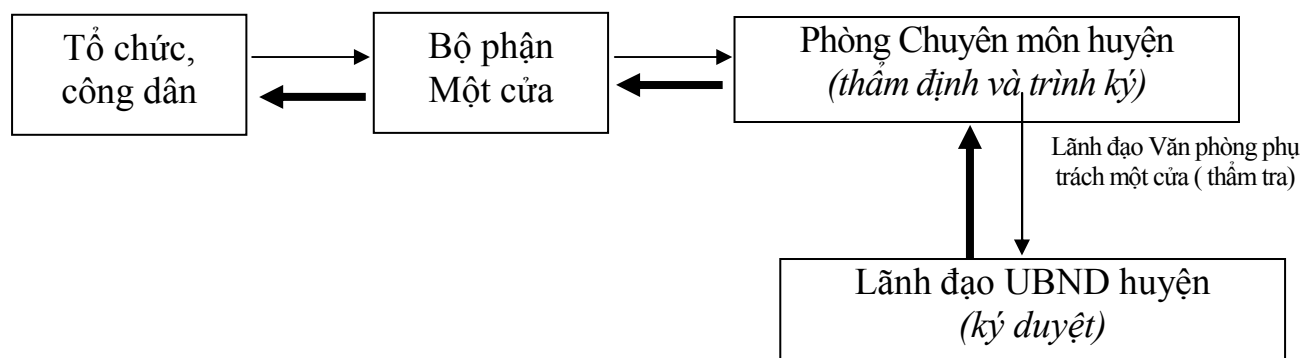 Tổ chức,
công dân
Bộ phận
Một cửa
Phòng Chuyên môn huyện
(thẩm định và trình ký)
Lãnh đạo Văn phòng phụ
trách một cửa ( thẩm tra)
Lãnh đạo UBND huyện
(ký duyệt)